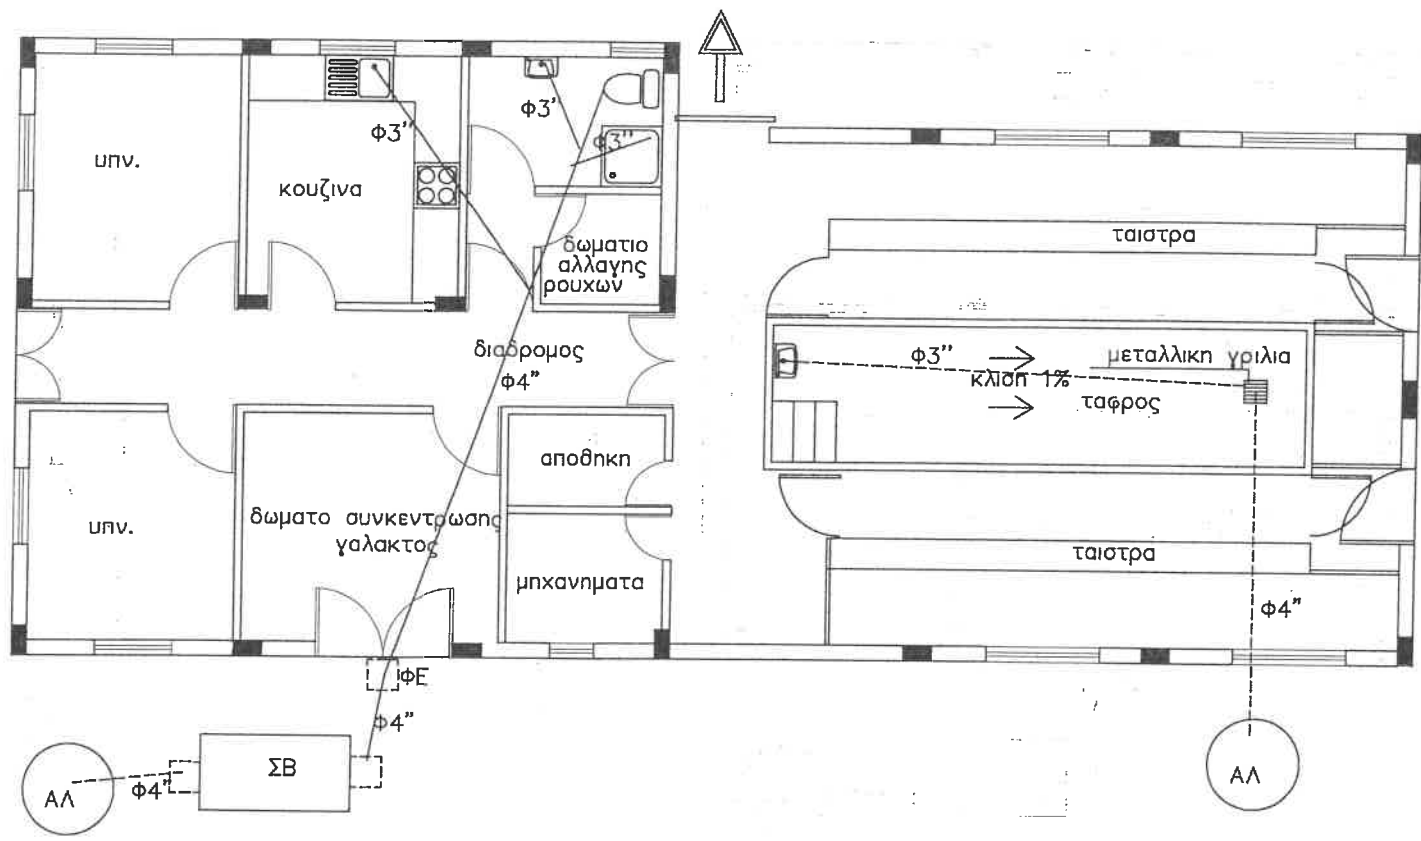 Φ3'
Φ3''
Φ3''
υπν.
κουζινα
δωματιο
αλλαγης
ρουχων
ταιστρα
διαδρομος
Φ4''
Φ3''
κλιση 1%
μεταλλικη γριλια
ταφρος
αποθηκη
υπν.
δωματο συνκεντρωσης
γαλακτος
μηχανηματα
ταιστρα
Φ4''
ΦΕ
Φ4''
ΣΒ
ΑΛ
Φ4''
ΑΛ